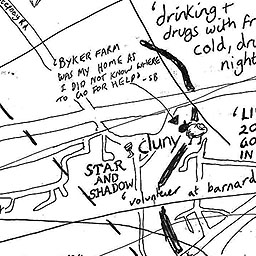 'drinking +
drugs with fr
cold, dr
night
'BYKER FARM
WAS MY HOME AS
I DID NOT KNOW WHERE
TO GO FOR HELP' -SB
'LI
20
GO
IN
cluny
STAR
AND
SHADOW
'volunteer at barnard